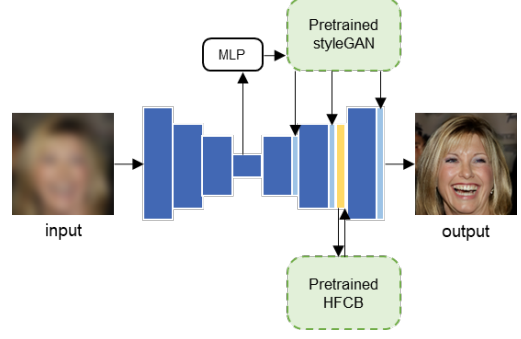 Pretrained
styleGAN
MLP
input
output
Pretrained
HFCB